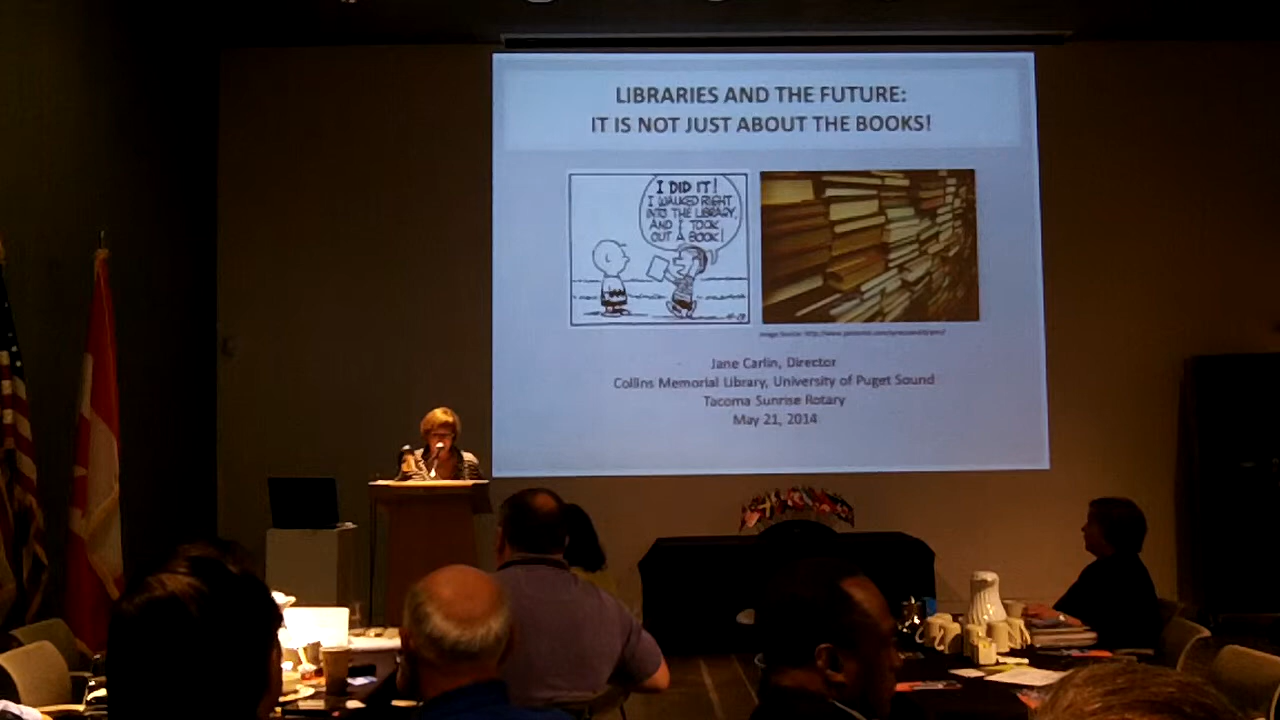 LIBRARIES AND THE FUTURE:
IT IS NOT JUST ABOUT THE BOOKS!
I DID IT!
I WALKED RIGHT
INTO THE LIBRARY,
AND I TOOK
OUT A BOOK!
Jane Carlin, Director
Collins Memorial Library, University of Puget Sound
Tacoma Sunrise Rotary
May 21, 2014